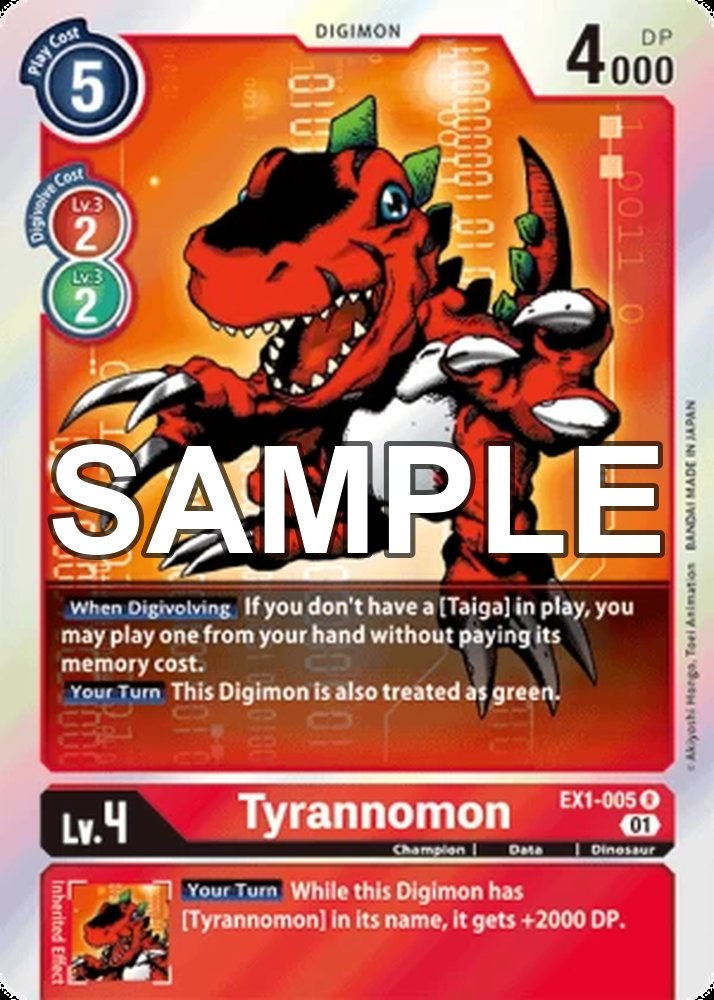 DIGIMON
Play Cost
5
DP
4000
Digivolve Cost
Lv.3
2
Lv.3
2
SAMPLE
When Digivolving If you don't have a [Taiga] in play, you
may play one from your hand without paying its
memory cost.
Your Turn This Digimon is also treated as green.
© Akiyoshi Hongo, Toei Animation BANDAI MADE IN JAPAN
Lv.4
Tyrannomon
EX1-005 R
01
Champion | Data | Dinosaur
Inherited Effect
Your Turn While this Digimon has
[Tyrannomon] in its name, it gets +2000 DP.